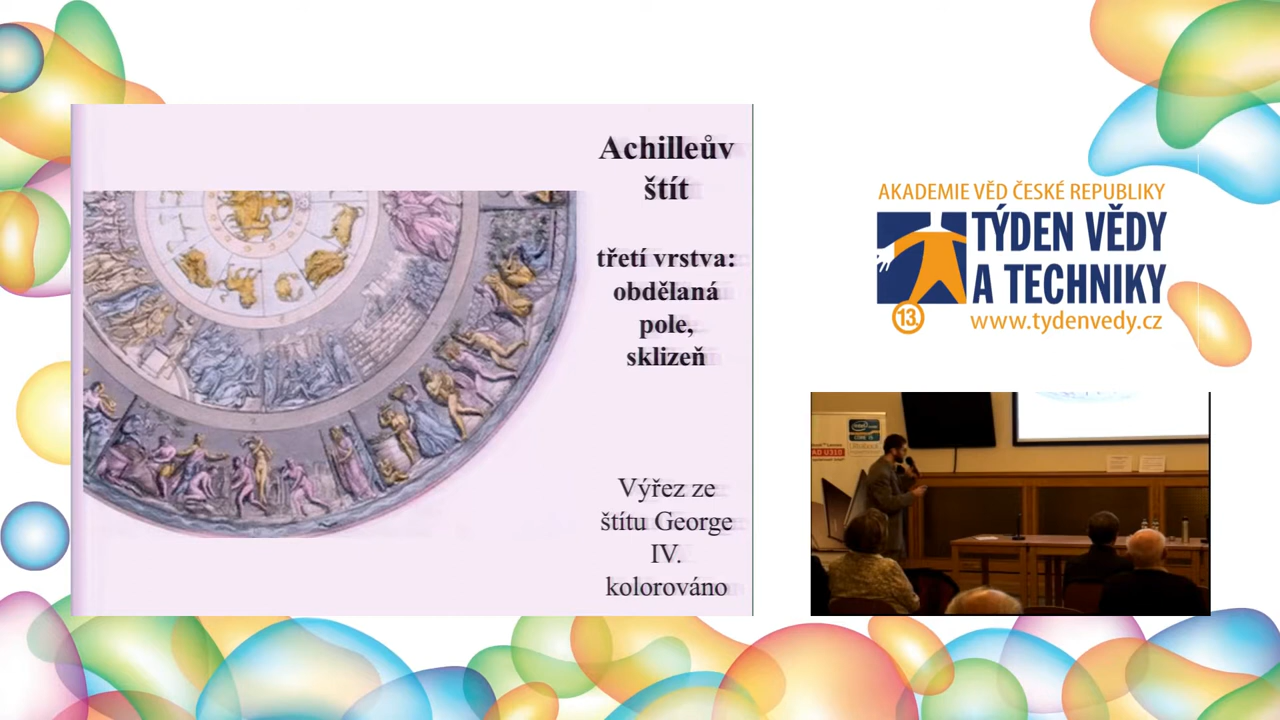 Achilleův
štít
třetí vrstva:
obdělaná
pole,
sklizeň
Výřez ze
štítu George
IV.
kolorováno
AKADEMIE VĚD ČESKÉ REPUBLIKY
TÝDEN VĚDY
A TECHNIKY
13.
www.tydenvedy.cz
intel